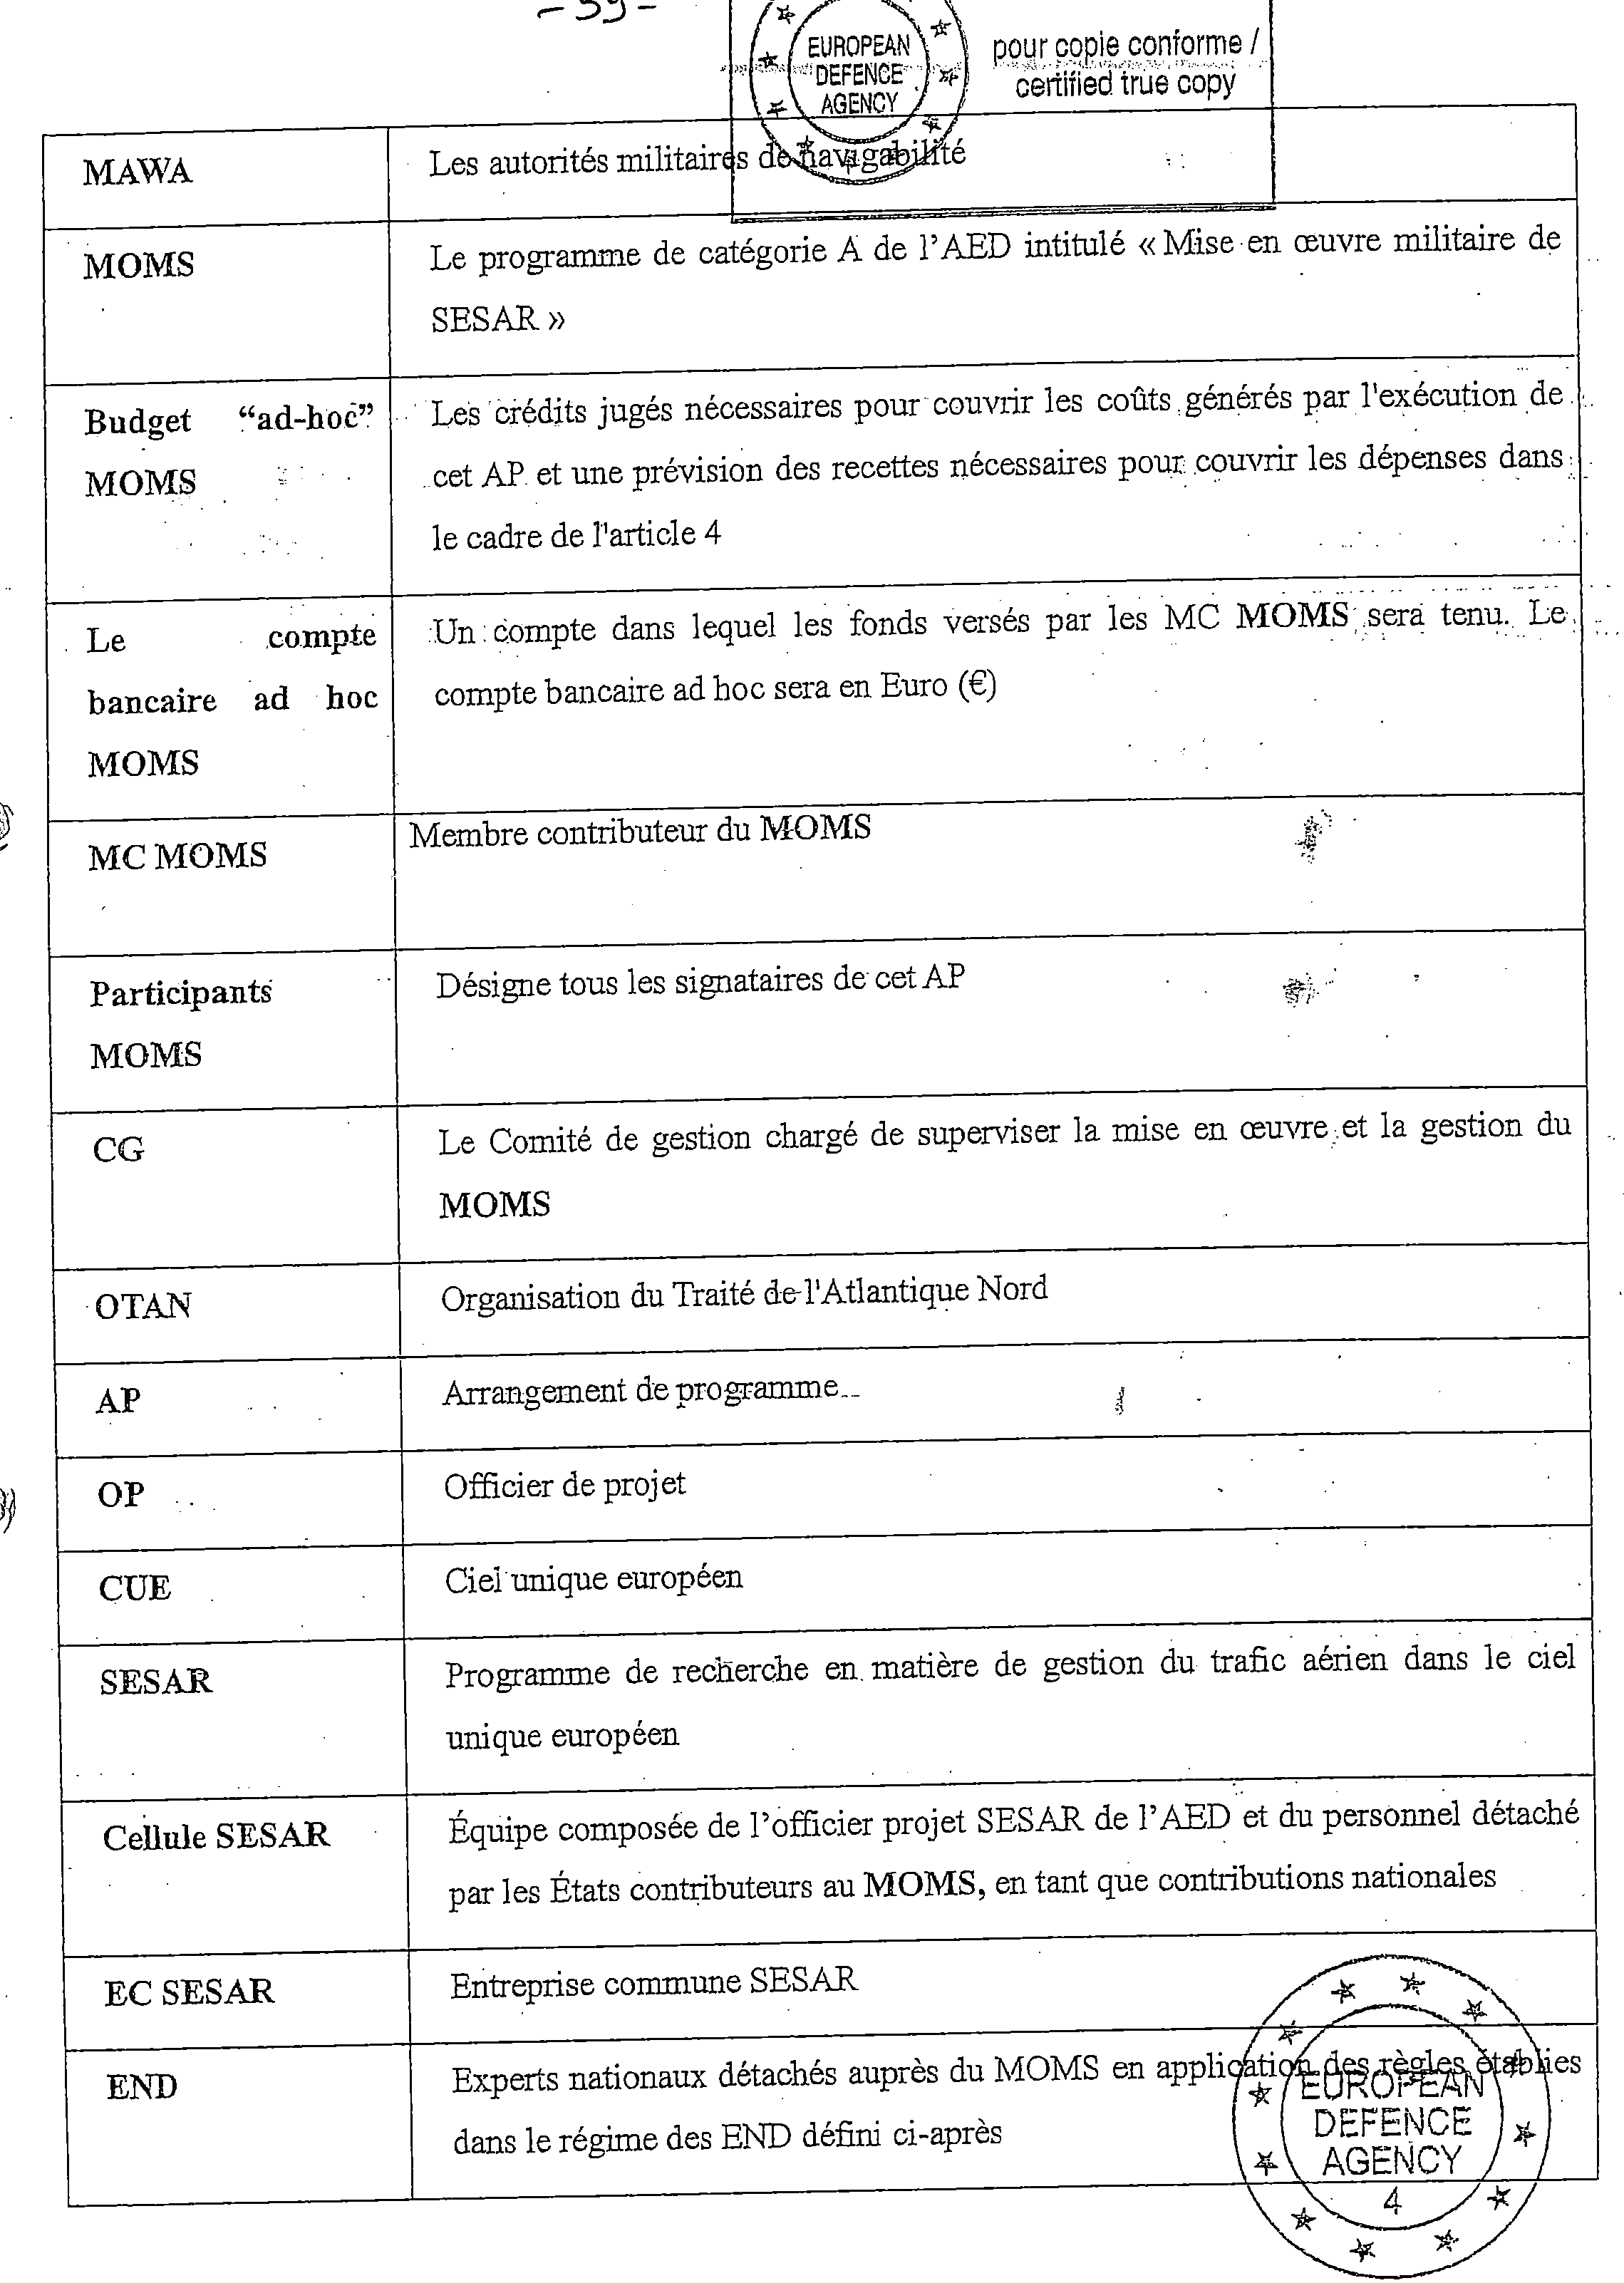 - 39 -
EUROPEAN
DEFENCE
AGENCY
pour copie conforme /
certified true copy
MAWA
Les autorités militaires de navigabilité
MOMS
Le programme de catégorie A de l'AED intitulé « Mise en œuvre militaire de
SESAR »
Budget "ad-hoc"
MOMS
Les crédits jugés nécessaires pour couvrir les coûts générés par l'exécution de
cet AP et une prévision des recettes nécessaires pour couvrir les dépenses dans
le cadre de l'article 4
Le compte
bancaire ad hoc
MOMS
Un compte dans lequel les fonds versés par les MC MOMS sera tenu. Le
compte bancaire ad hoc sera en Euro (€)
MC MOMS
Membre contributeur du MOMS
Participants
MOMS
Désigne tous les signataires de cet AP
CG
Le Comité de gestion chargé de superviser la mise en œuvre et la gestion du
MOMS
OTAN
Organisation du Traité de l'Atlantique Nord
AP
Arrangement de programme
OP
Officier de projet
CUE
Ciel unique européen
SESAR
Programme de recherche en matière de gestion du trafic aérien dans le ciel
unique européen
Cellule SESAR
Équipe composée de l'officier projet SESAR de l'AED et du personnel détaché
par les États contributeurs au MOMS, en tant que contributions nationales
EC SESAR
Entreprise commune SESAR
END
Experts nationaux détachés auprès du MOMS en application des règles établies
dans le régime des END défini ci-après
EUROPEAN
DEFENCE
AGENCY
4